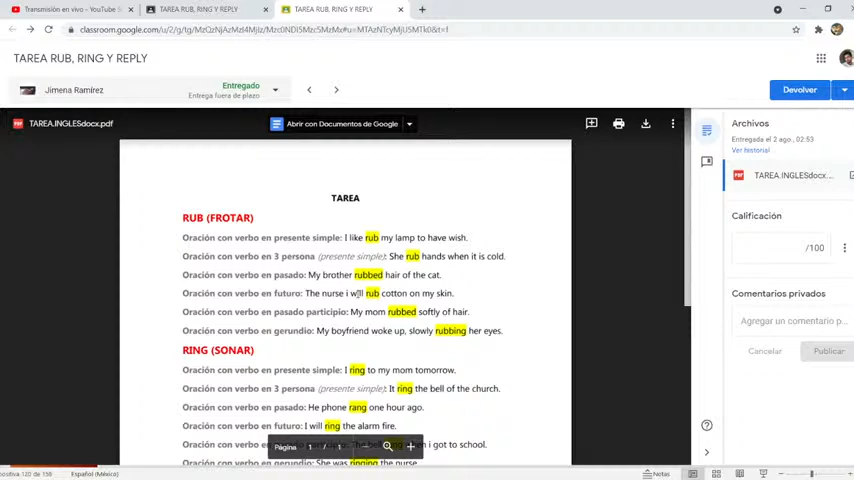 Transmisión en vivo - YouTube S
TAREA RUB, RING Y REPLY
TAREA RUB, RING Y REPLY
TAREA RUB, RING Y REPLY
Jimena Ramírez
Entregado
Entrega fuera de plazo
Devolver
TAREA.INGLESdocx.pdf
Abrir con Documentos de Google
Archivos
Entregada el 2 ago., 02:53
Ver historial
TAREA.INGLESdocx...
Calificación
/100
Comentarios privados
Agregar un comentario p
Cancelar
Publicar
TAREA
RUB (FROTAR)
Oración con verbo en presente simple: I like rub my lamp to have wish.
Oración con verbo en 3 persona (presente simple): She rub hands when it is cold.
Oración con verbo en pasado: My brother rubbed hair of the cat.
Oración con verbo en futuro: The nurse i will rub cotton on my skin.
Oración con verbo en pasado participio: My mom rubbed softly of hair.
Oración con verbo en gerundio: My boyfriend woke up, slowly rubbing her eyes.
RING (SONAR)
Oración con verbo en presente simple: I ring to my mom tomorrow.
Oración con verbo en 3 persona (presente simple): It ring the bell of the church.
Oración con verbo en pasado: He phone rang one hour ago.
Oración con verbo en futuro: I will ring the alarm fire.
Oración con verbo en i got to school.
Oración con verbo en gerundio: She was ringing the nurse
Página 1 / 1
Español (México)
Notas